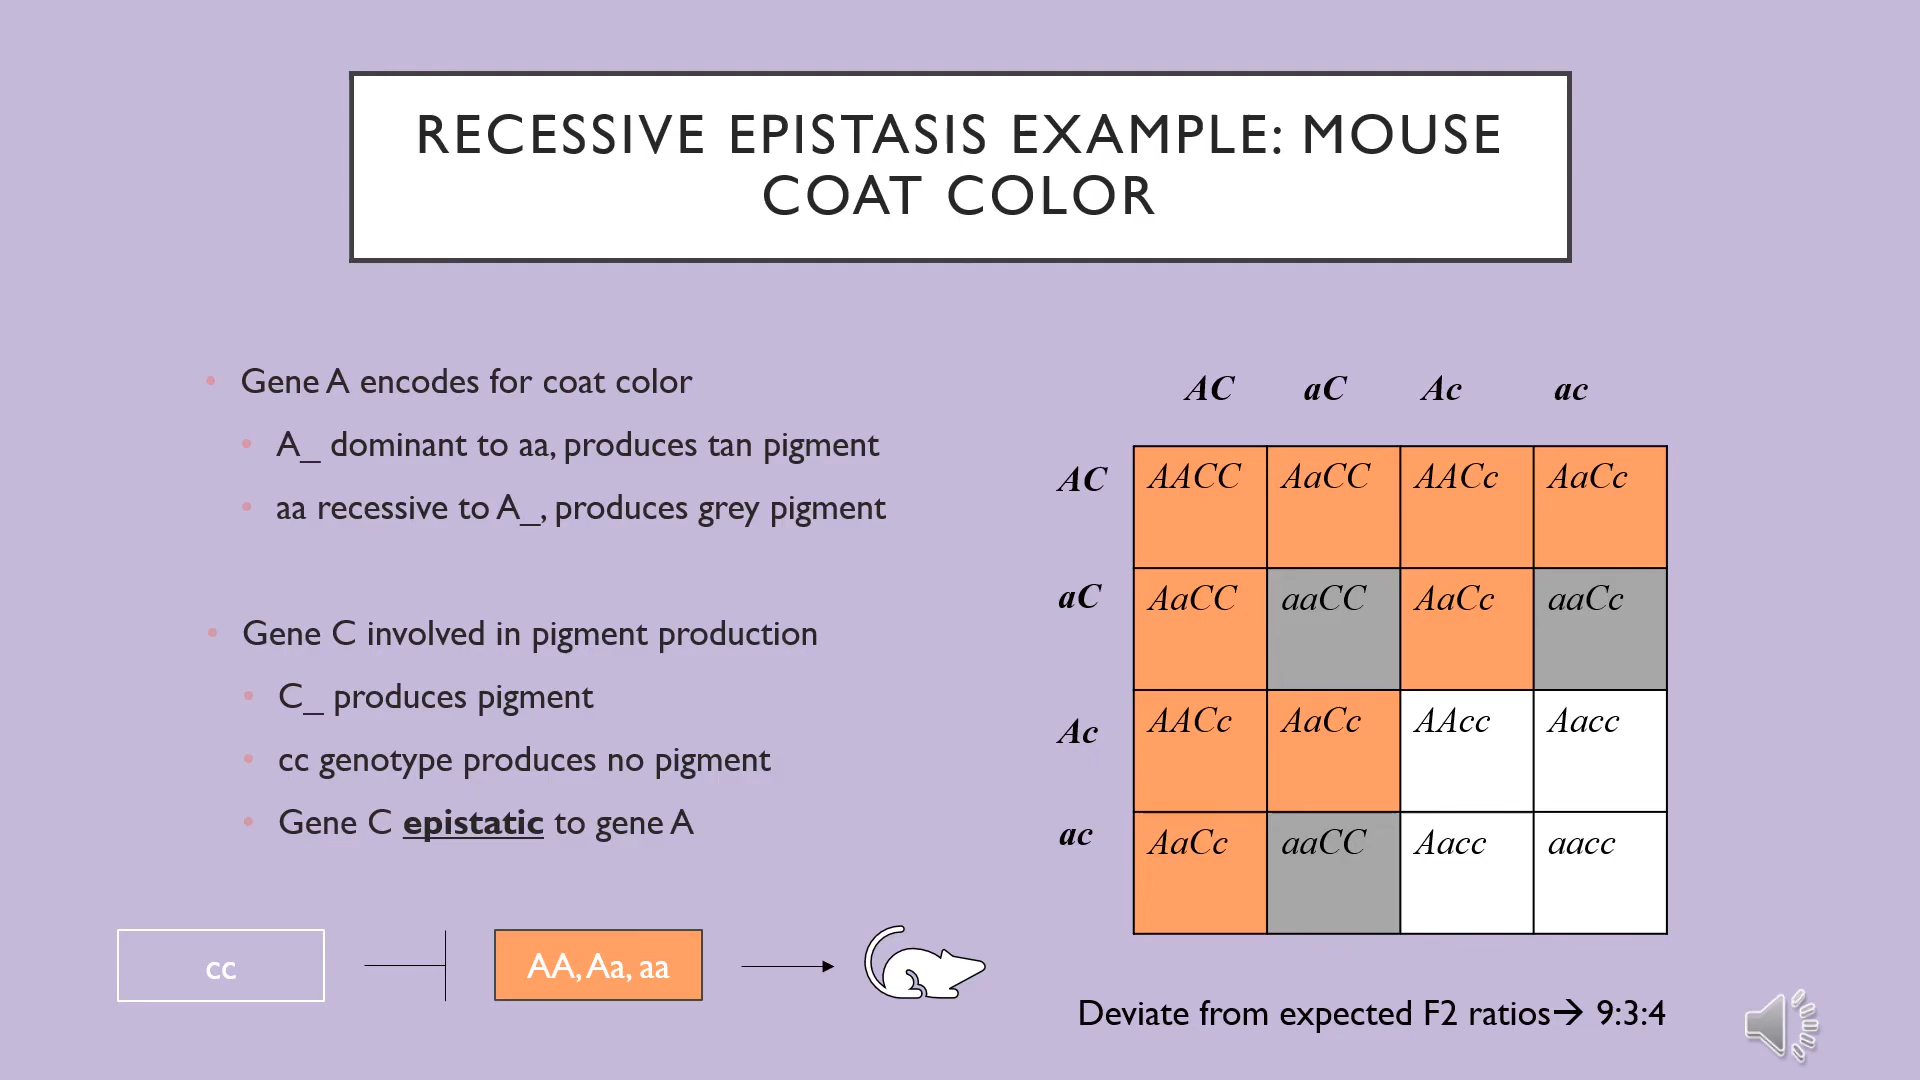 RECESSIVE EPISTASIS EXAMPLE: MOUSE
COAT COLOR
• Gene A encodes for coat color
• A_ dominant to aa, produces tan pigment
• aa recessive to A_, produces grey pigment
• Gene C involved in pigment production
• C_ produces pigment
• cc genotype produces no pigment
• Gene C epistatic to gene A
cc
AA, Aa, aa
AC aC Ac ac
AC AACC AaCC AACc AaCc
aC AaCC aaCC AaCc aaCc
Ac AACc AaCc AAcc Aacc
ac AaCc aaCC Aacc aacc
Deviate from expected F2 ratios→ 9:3:4